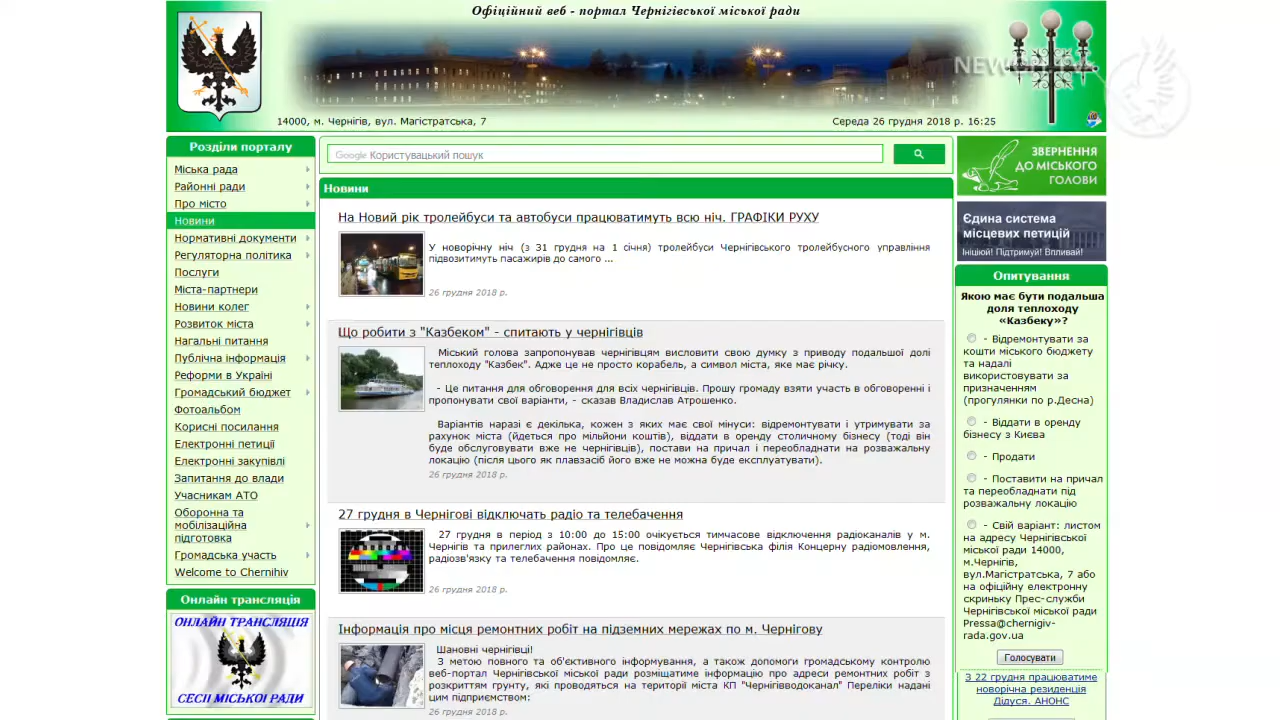 Офіційний веб - портал Чернігівської міської ради
14000, м. Чернігів, вул. Магістратська, 7
Середа 26 грудня 2018 р. 16:25
Розділи порталу
Міська рада
Районні ради
Про місто
Новини
Нормативні документи
Регуляторна політика
Послуги
Міста-партнери
Новини колег
Розвиток міста
Нагальні питання
Публічна інформація
Реформи в Україні
Громадський бюджет
Фотоальбом
Корисні посилання
Електронні петиції
Електронні закупівлі
Запитання до влади
Учасникам АТО
Оборонна та
мобілізаційна
підготовка
Громадська участь
Welcome to Chernihiv
Онлайн трансляція
ОНЛАЙН ТРАНСЛЯЦІЯ
СЕСІЇ МІСЬКОЇ РАДИ
Google Користувацький пошук
Новини
На Новий рік тролейбуси та автобуси працюватимуть всю ніч. ГРАФІКИ РУХУ
У новорічну ніч (з 31 грудня на 1 січня) тролейбуси Чернігівського тролейбусного управління
підвозитимуть пасажирів до самого ...
26 грудня 2018 р.
Що робити з "Казбеком" - спитають у чернігівців
Міський голова запропонував чернігівцям висловити свою думку з приводу подальшої долі
теплоходу "Казбек". Адже це не просто корабель, а символ міста, яке має річку.
- Це питання для обговорення для всіх чернігівців. Прошу громаду взяти участь в обговоренні і
пропонувати свої варіанти, - сказав Владислав Атрошенко.
Варіантів наразі є декілька, кожен з яких має свої мінуси: відремонтувати і утримувати за
рахунок міста (йдеться про мільйони коштів), віддати в оренду столичному бізнесу (тоді він
буде обслуговувати вже не чернігівців), постави на причал і переобладнати на розважальну
локацію (після цього як плавзасіб його вже не можна буде експлуатувати).
26 грудня 2018 р.
27 грудня в Чернігові відключать радіо та телебачення
27 грудня в період з 10:00 до 15:00 очікується тимчасове відключення радіоканалів у м.
Чернігів та прилеглих районах. Про це повідомляє Чернігівська філія Концерну радіомовлення,
радіозв'язку та телебачення повідомляє.
26 грудня 2018 р.
Інформація про місця ремонтних робіт на підземних мережах по м. Чернігову
Шановні чернігівці!
З метою повного та об'єктивного інформування, а також допомоги громадському контролю
веб-портал Чернігівської міської ради розміщатиме інформацію про адреси ремонтних робіт з
розкриттям грунту, які проводяться на території міста КП "Чернігівводоканал" Переліки надані
цим підприємством:
26 грудня 2018 р.
ЗВЕРНЕННЯ
ДО МІСЬКОГО
ГОЛОВИ
Єдина система
місцевих петицій
Ініціюй! Підтримуй! Впливай!
Опитування
Якою має бути подальша
доля теплоходу
«Казбеку»?
- Відремонтувати за
кошти міського бюджету
та надалі
використовувати за
призначенням
(прогулянки по р.Десна)
- Віддати в оренду
бізнесу з Києва
- Продати
- Поставити на причал
та переобладнати під
розважальну локацію
- Свій варіант: листом
на адресу Чернігівської
міської ради 14000,
м.Чернігів,
вул.Магістратська, 7 або
на офіційну електронну
скриньку Прес-служби
Чернігівської міської ради
Pressa@chernigiv-
rada.gov.ua
Голосувати
З 22 грудня працюватиме
новорічна резиденція
Дідуся. АНОНС